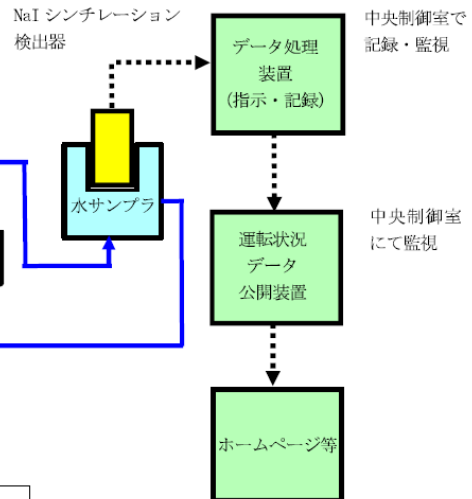 NaI シンチレーション
検出器
データ処理
装置
(指示・記録)
中央制御室で
記録・監視
水サンプラ
運転状況
データ
公開装置
中央制御室
にて監視
ホームページ等